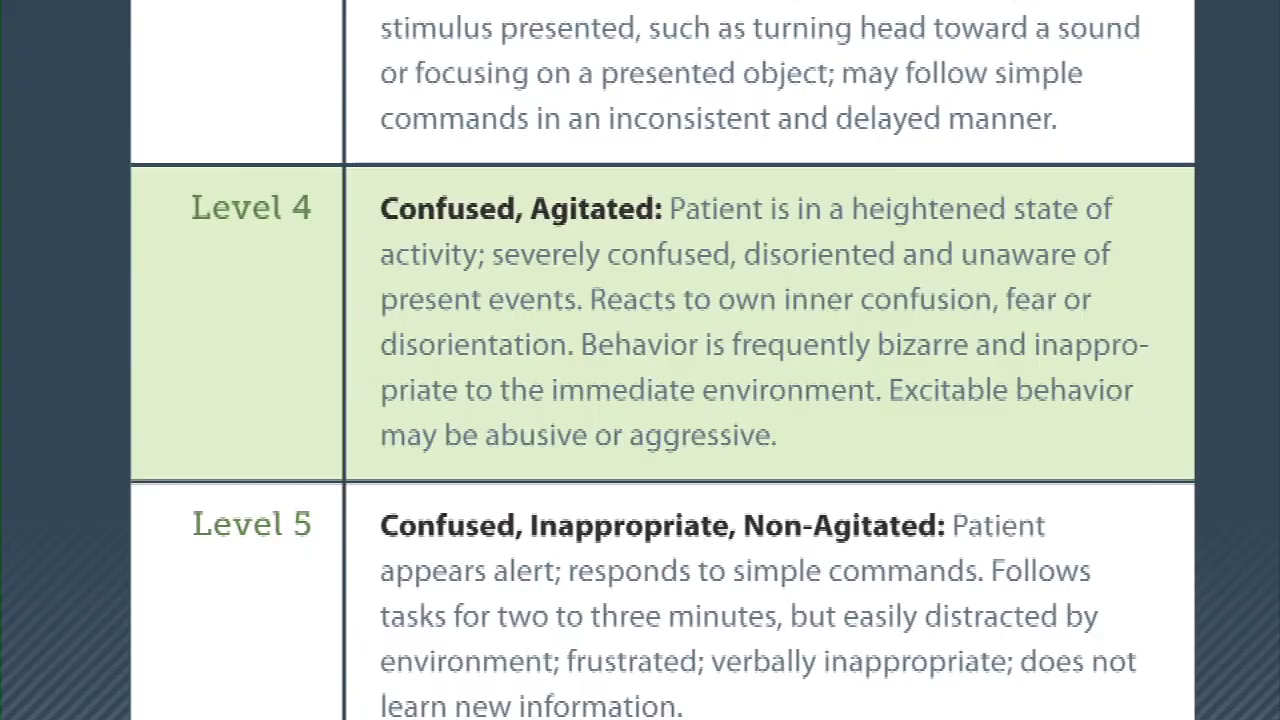 stimulus presented, such as turning head toward a sound
or focusing on a presented object; may follow simple
commands in an inconsistent and delayed manner.
Level 4
Confused, Agitated: Patient is in a heightened state of
activity; severely confused, disoriented and unaware of
present events. Reacts to own inner confusion, fear or
disorientation. Behavior is frequently bizarre and inappro-
priate to the immediate environment. Excitable behavior
may be abusive or aggressive.
Level 5
Confused, Inappropriate, Non-Agitated: Patient
appears alert; responds to simple commands. Follows
tasks for two to three minutes, but easily distracted by
environment; frustrated; verbally inappropriate; does not
learn new information.